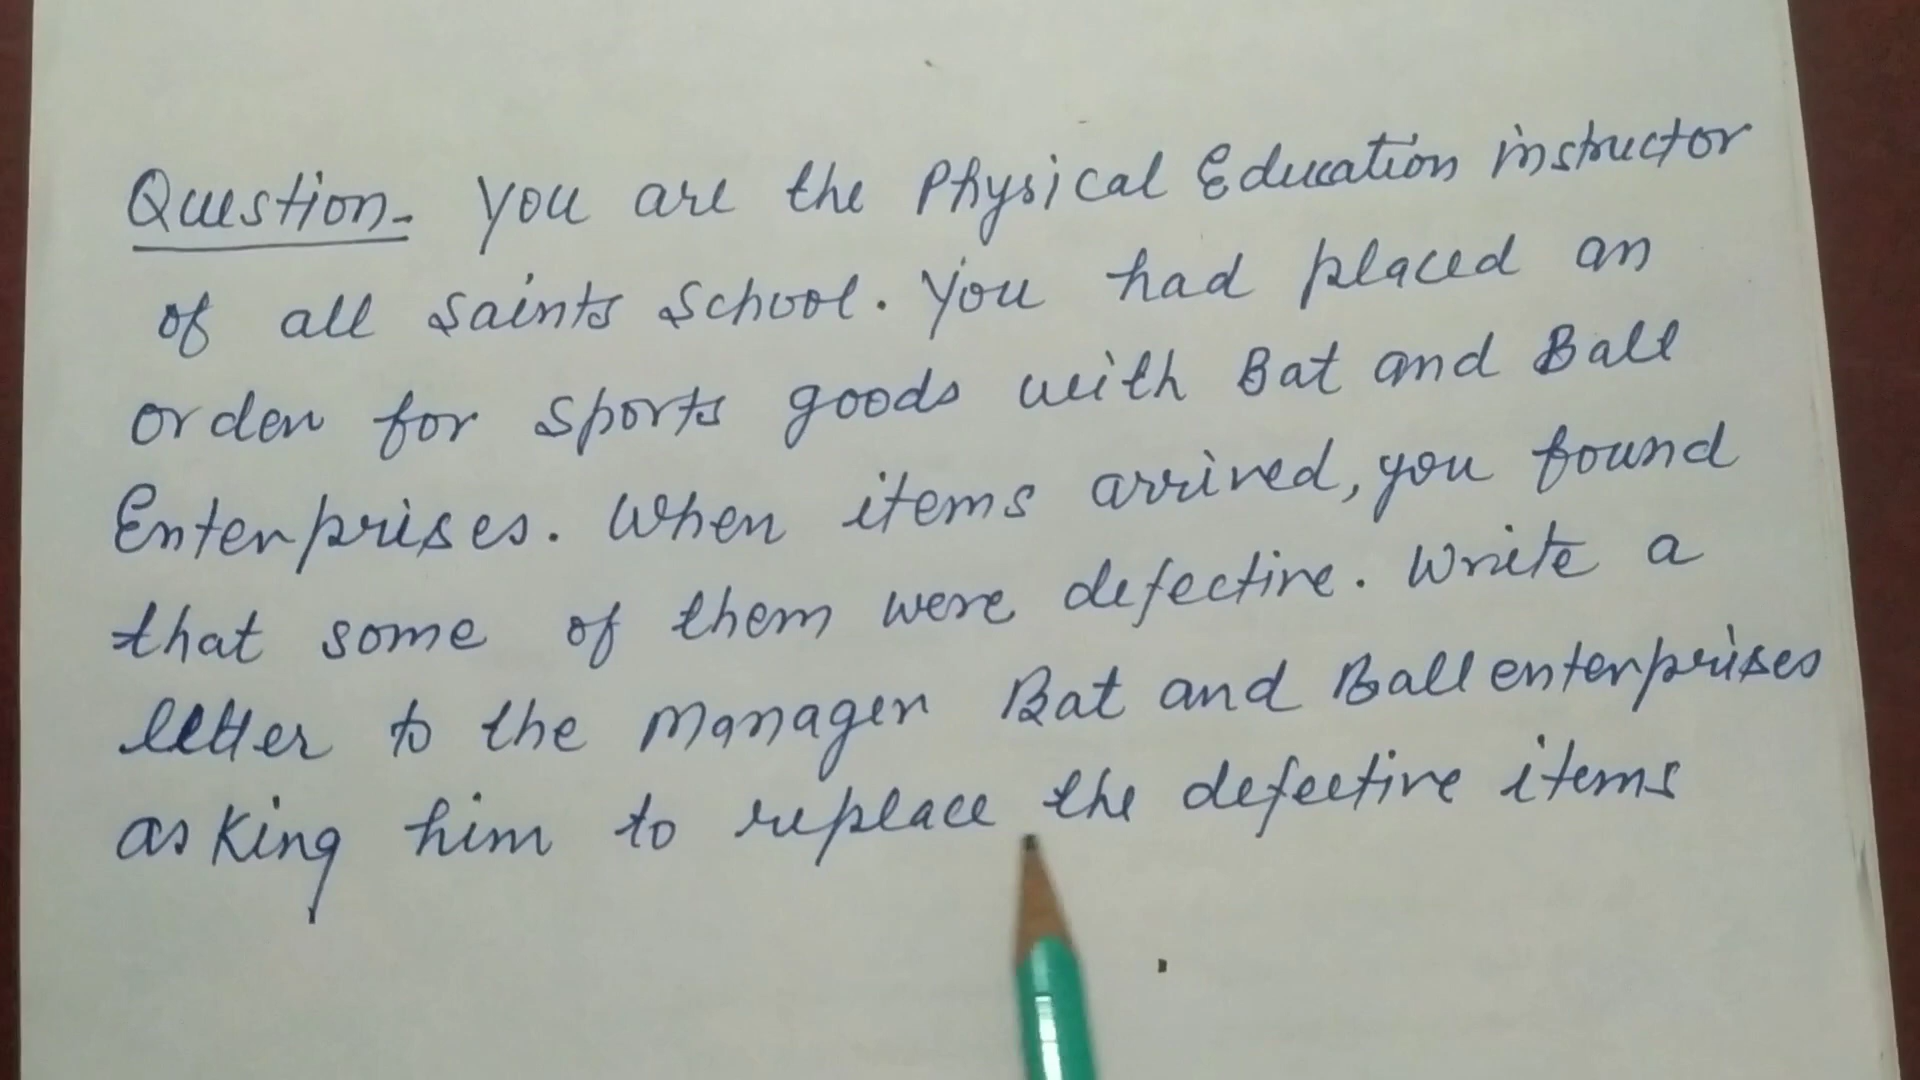 Question- You are the Physical Education instructor
of all Saints School. You had placed an
order for Sports goods with Bat and Ball
Enterprises. When items arrived, you found
that some of them were defective. Write a
letter to the Manager Bat and Ball enterprises
asking him to replace the defective items